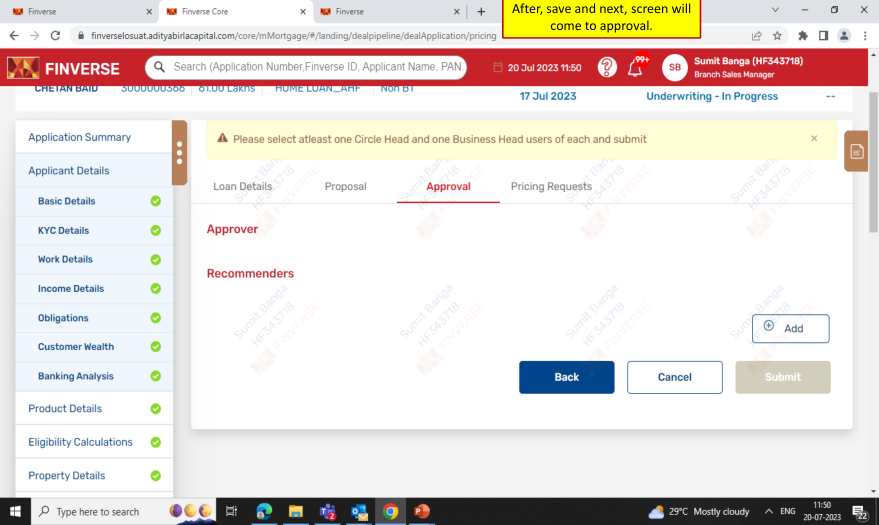 After, save and next, screen will
come to approval.
Finverse
Finverse Core
Finverse
finverselosuat.adityabirlacapital.com/core/mMortgage/#/landing/dealpipeline/dealApplication/pricing
FINVERSE
Search (Application Number,Finverse ID, Applicant Name, PAN
20 Jul 2023 11:50
99+
SB
Sumit Banga (HF343718)
Branch Sales Manager
CHETAN BAID
3000000366
61.00 Lakhs
HOME LOAN_AHF
Non BT
17 Jul 2023
Underwriting - In Progress
--
Application Summary
Please select atleast one Circle Head and one Business Head users of each and submit
Applicant Details
Loan Details
Proposal
Approval
Pricing Requests
Basic Details
KYC Details
Approver
Work Details
Recommenders
Income Details
Obligations
Add
Customer Wealth
Banking Analysis
Back
Cancel
Submit
Product Details
Eligibility Calculations
Property Details
Sumit Banga
HF343718
FINVERSE
Type here to search
29°C Mostly cloudy
ENG
11:50
20-07-2023
22